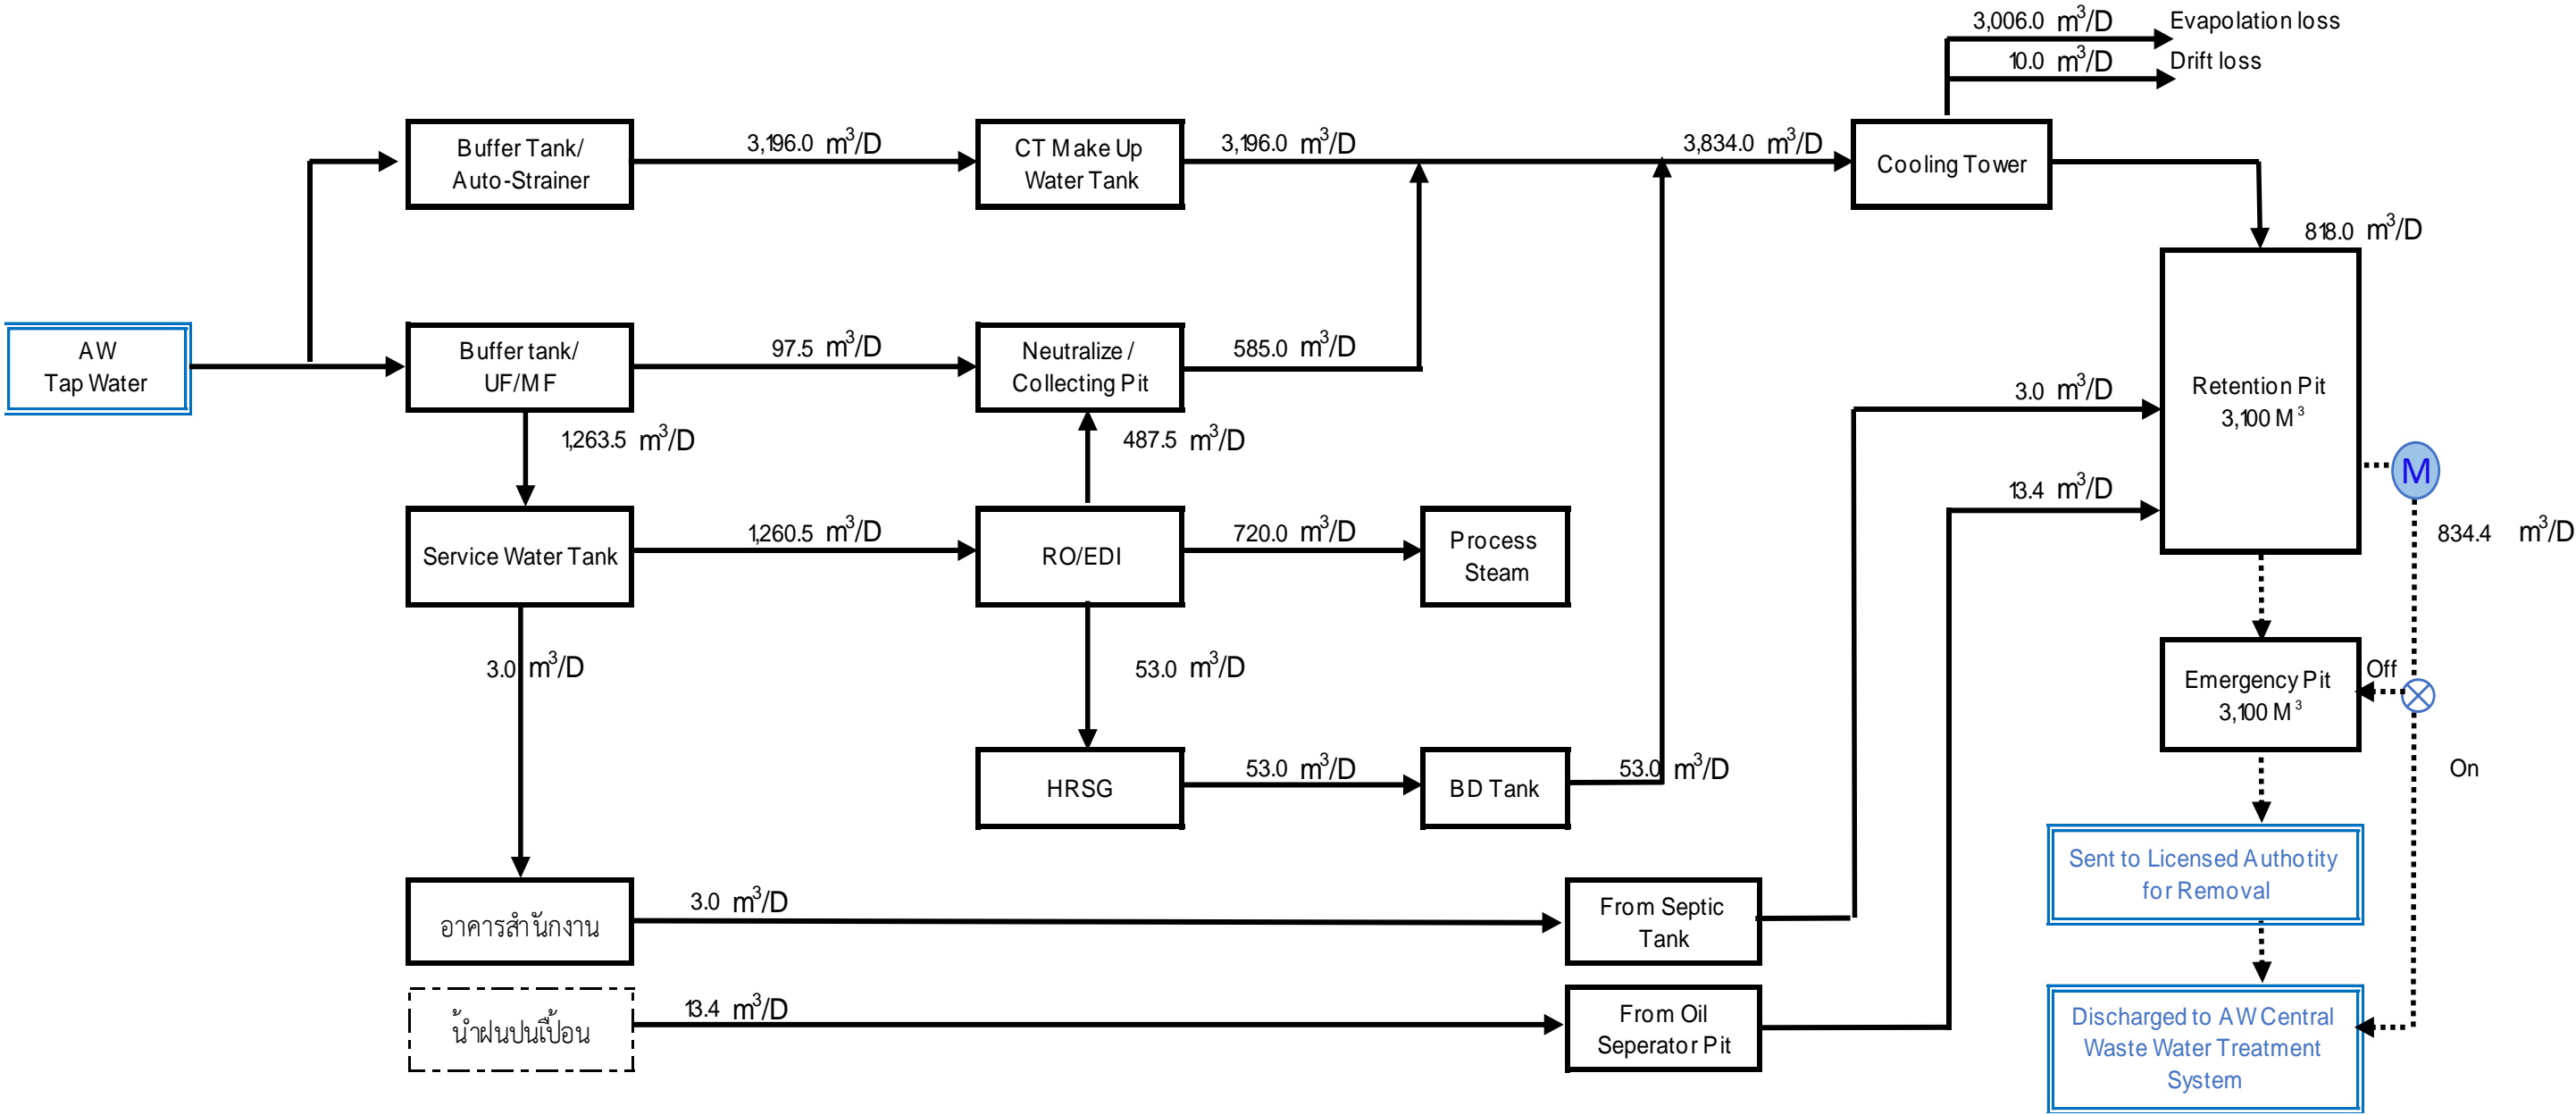 3,006.0 m³/D Evapolation loss
10.0 m³/D Drift loss
Buffer Tank/
Auto-Strainer
3,196.0 m³/D
CT Make Up
Water Tank
3,196.0 m³/D
3,834.0 m³/D
Cooling Tower
818.0 m³/D
AW
Tap Water
Buffer tank/
UF/MF
97.5 m³/D
Neutralize /
Collecting Pit
585.0 m³/D
3.0 m³/D
Retention Pit
3,100 M³
1,263.5 m³/D
487.5 m³/D
13.4 m³/D
M
834.4 m³/D
Service Water Tank
1,260.5 m³/D
RO/EDI
720.0 m³/D
Process
Steam
3.0 m³/D
53.0 m³/D
Emergency Pit
3,100 M³
Off
On
HRSG
53.0 m³/D
BD Tank
53.0 m³/D
Sent to Licensed Authotity
for Removal
อาคารสำนักงาน
3.0 m³/D
From Septic
Tank
น้ำฝนปนเปื้อน
13.4 m³/D
From Oil
Seperator Pit
Discharged to AW Central
Waste Water Treatment
System